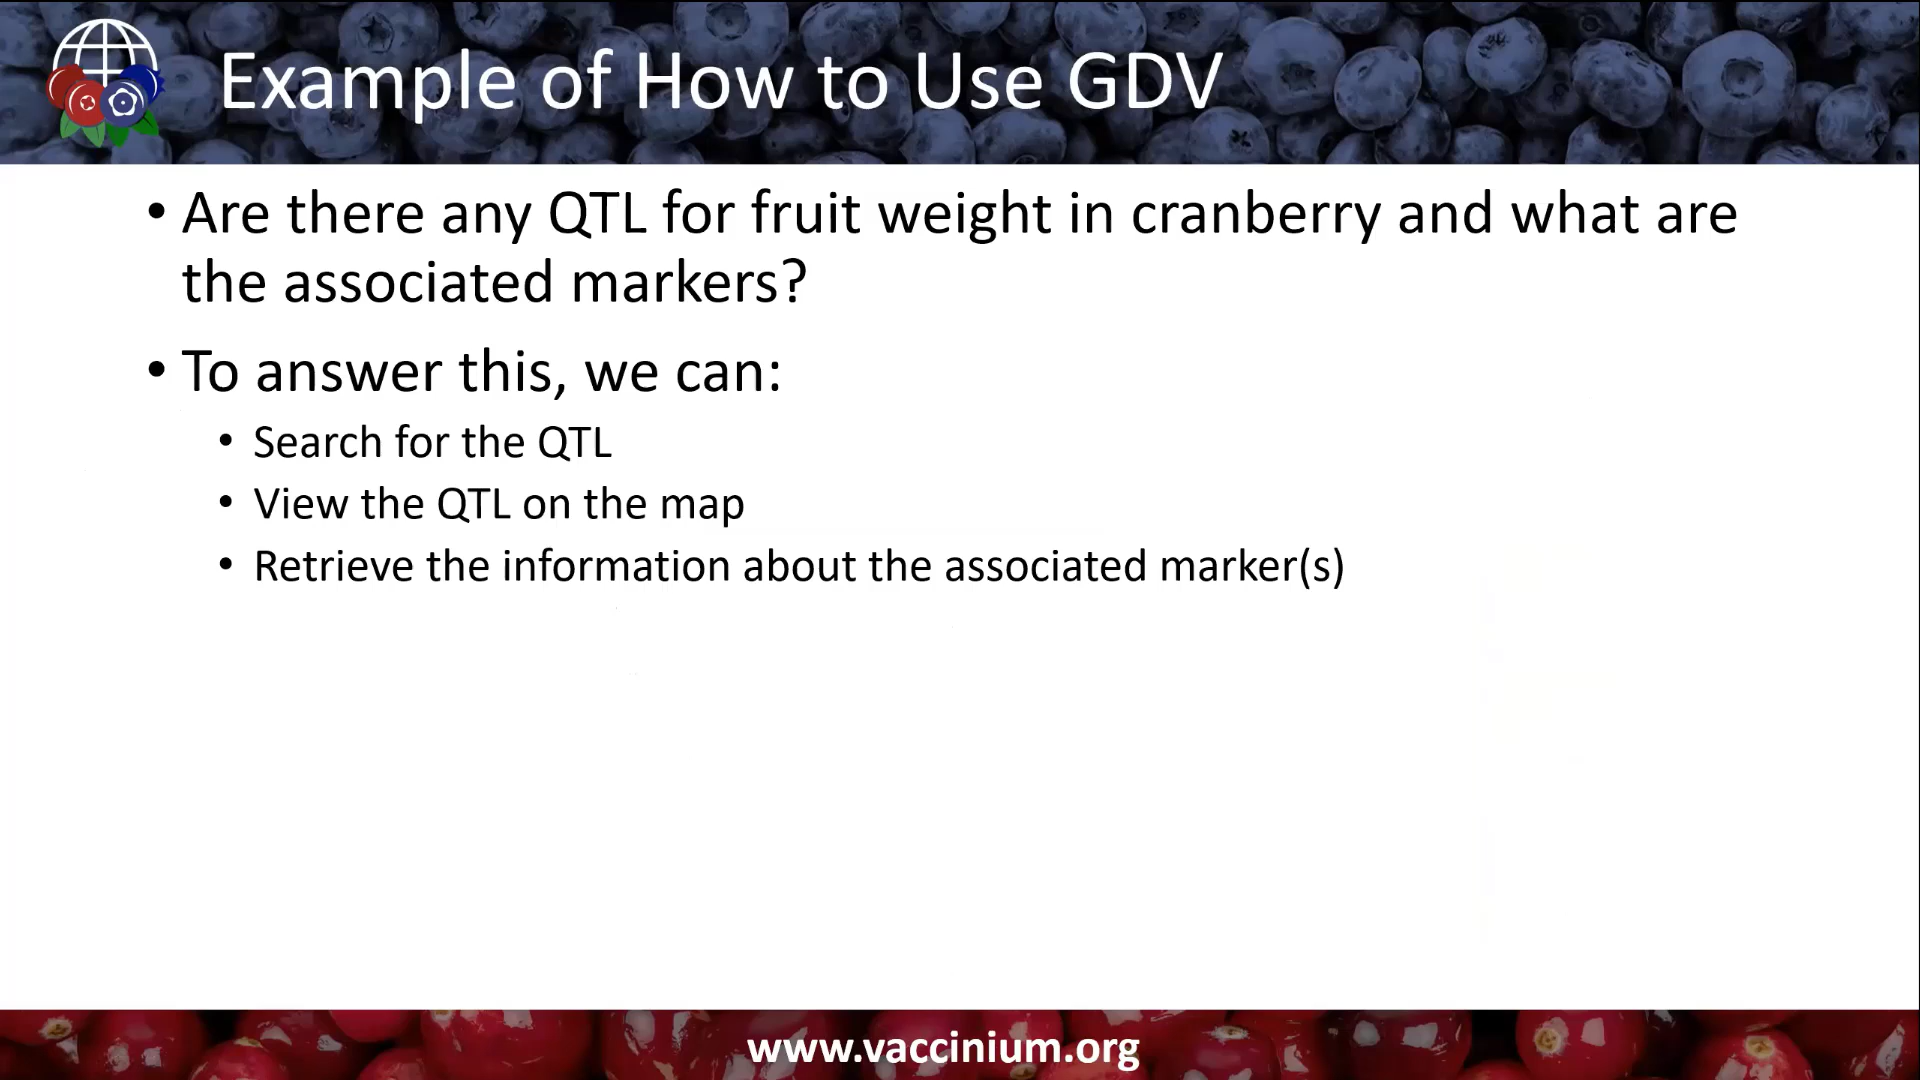 Example of How to Use GDV
• Are there any QTL for fruit weight in cranberry and what are
the associated markers?
• To answer this, we can:
• Search for the QTL
• View the QTL on the map
• Retrieve the information about the associated marker(s)
www.vaccinium.org